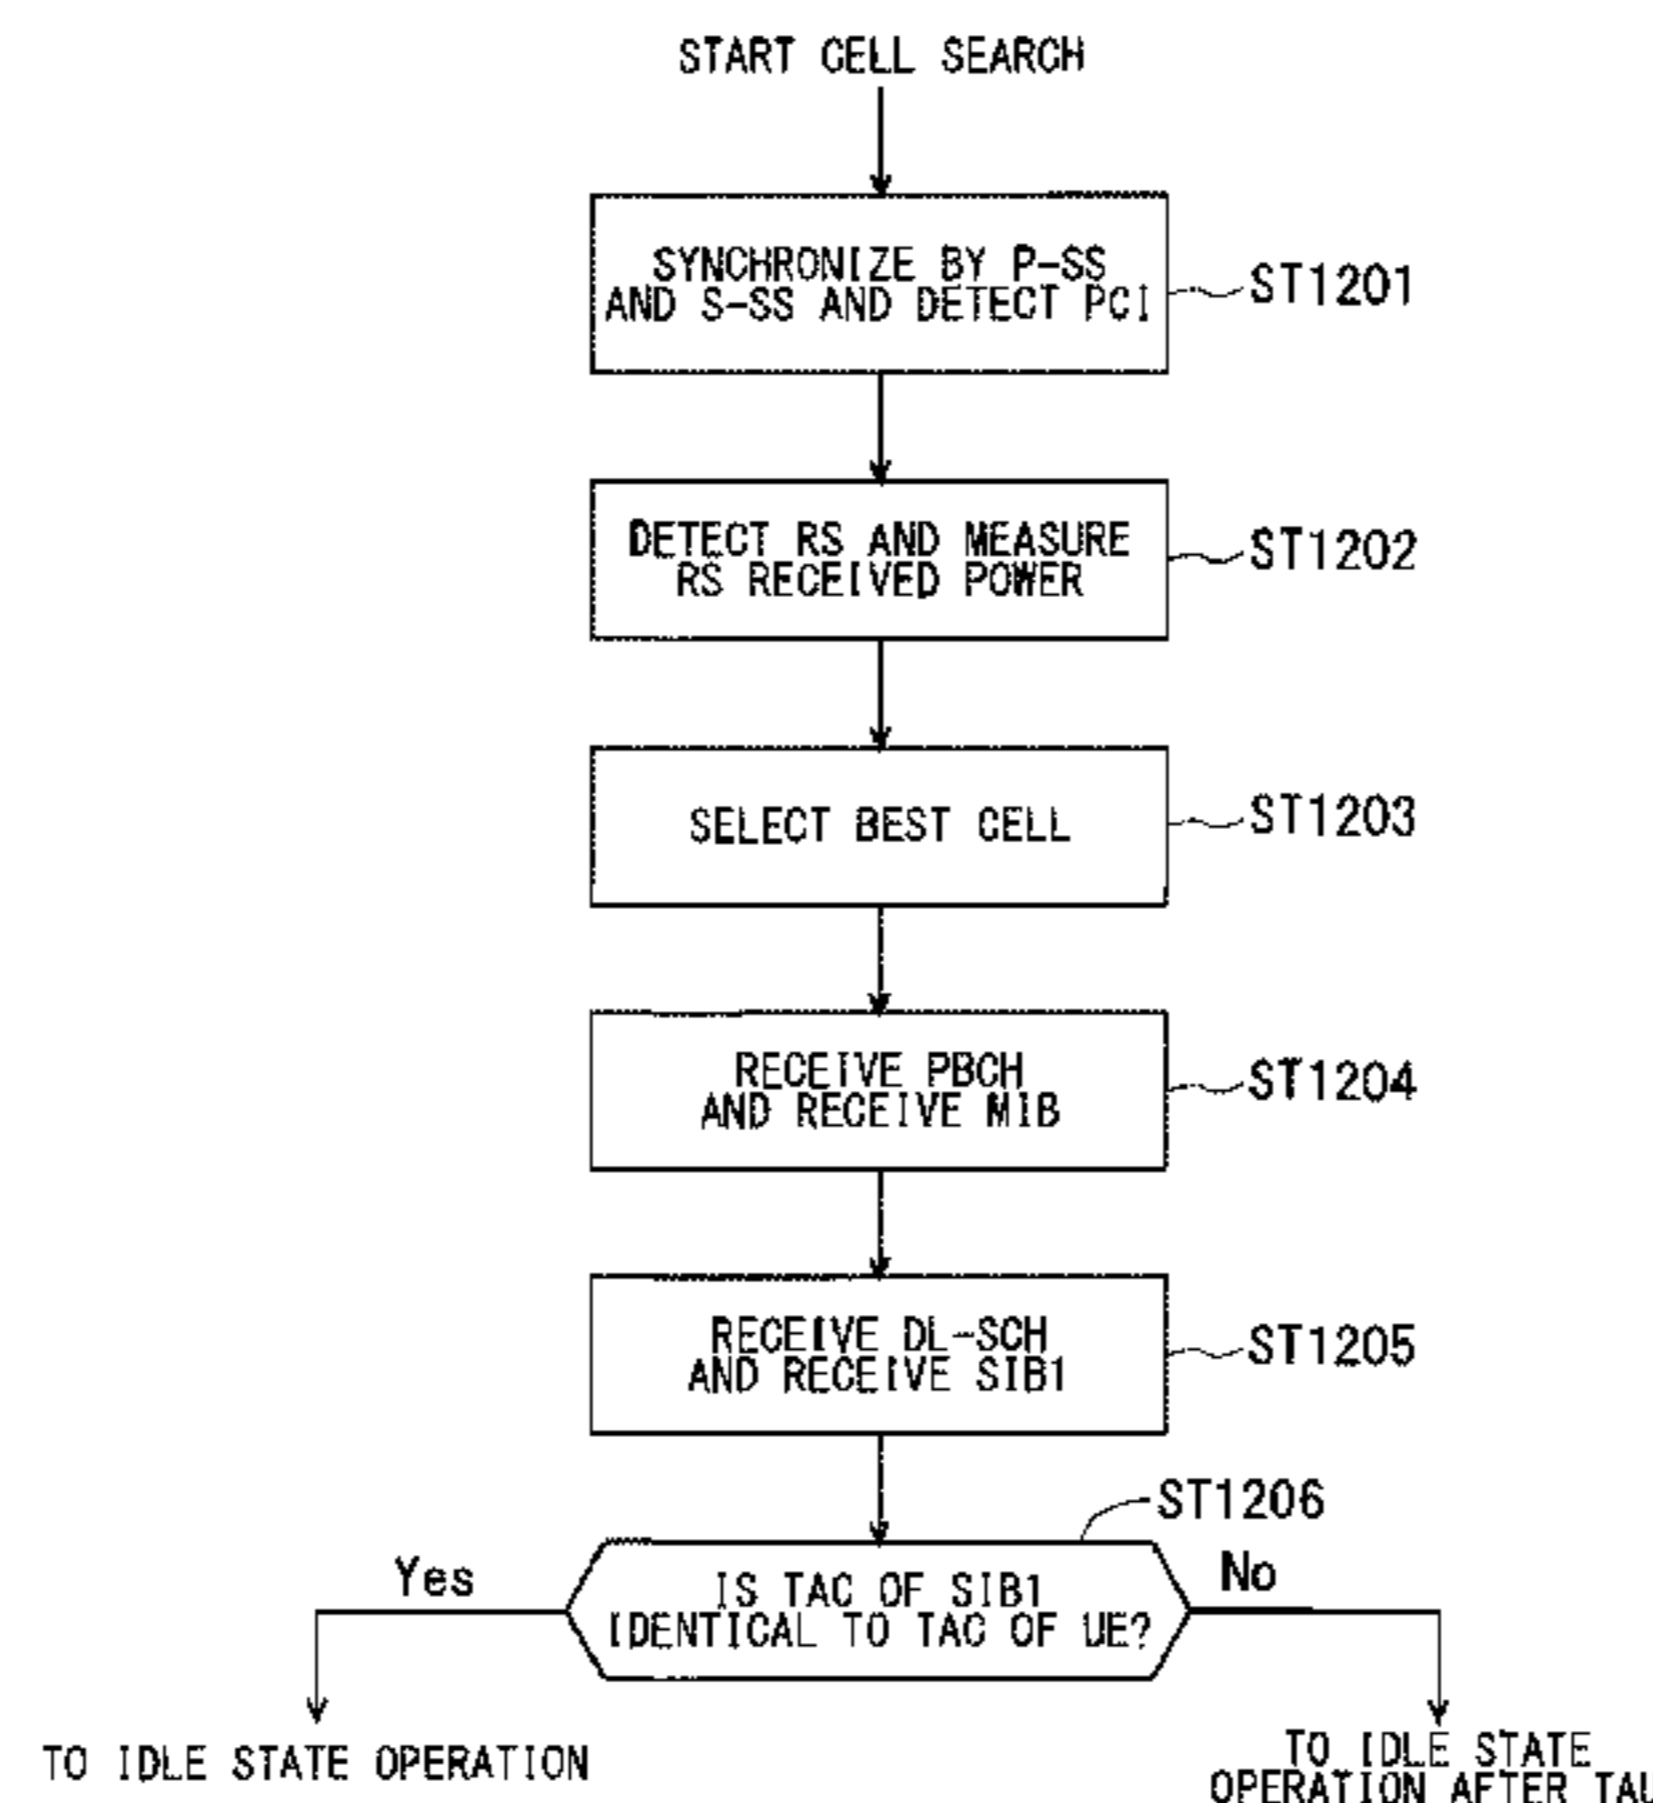 START CELL SEARCH
SYNCHRONIZE BY P-SS
AND S-SS AND DETECT PCI
ST1201
DETECT RS AND MEASURE
RS RECEIVED POWER
ST1202
SELECT BEST CELL
ST1203
RECEIVE PBCH
AND RECEIVE MIB
ST1204
RECEIVE DL-SCH
AND RECEIVE SIB1
ST1205
ST1206
Yes
IS TAC OF SIB1
IDENTICAL TO TAC OF UE?
No
TO IDLE STATE OPERATION
TO IDLE STATE
OPERATION AFTER TAU